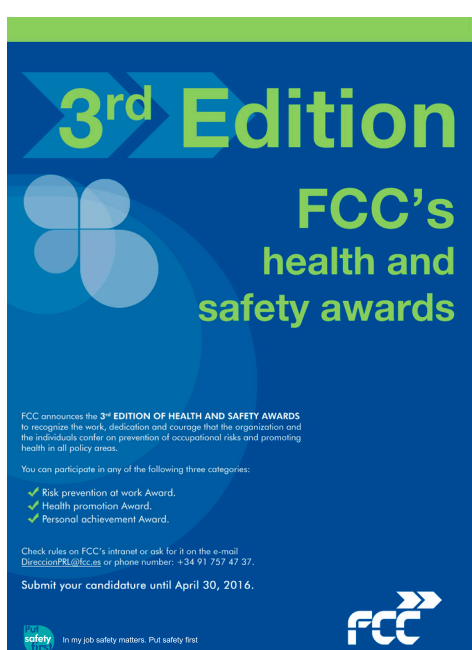 3rd Edition
FCC's
health and
safety awards
FCC announces the 3rd EDITION OF HEALTH AND SAFETY AWARDS
to recognize the work, dedication and courage that the organization and
the individuals confer on prevention of occupational risks and promoting
health in all policy areas.
You can participate in any of the following three categories:
Risk prevention at work Award.
Health promotion Award.
Personal achievement Award.
Check rules on FCC's intranet or ask for it on the e-mail
DireccionPRL@fcc.es or phone number: +34 91 757 47 37.
Submit your candidature until April 30, 2016.
FCC
Put
safety
first
In my job safety matters. Put safety first